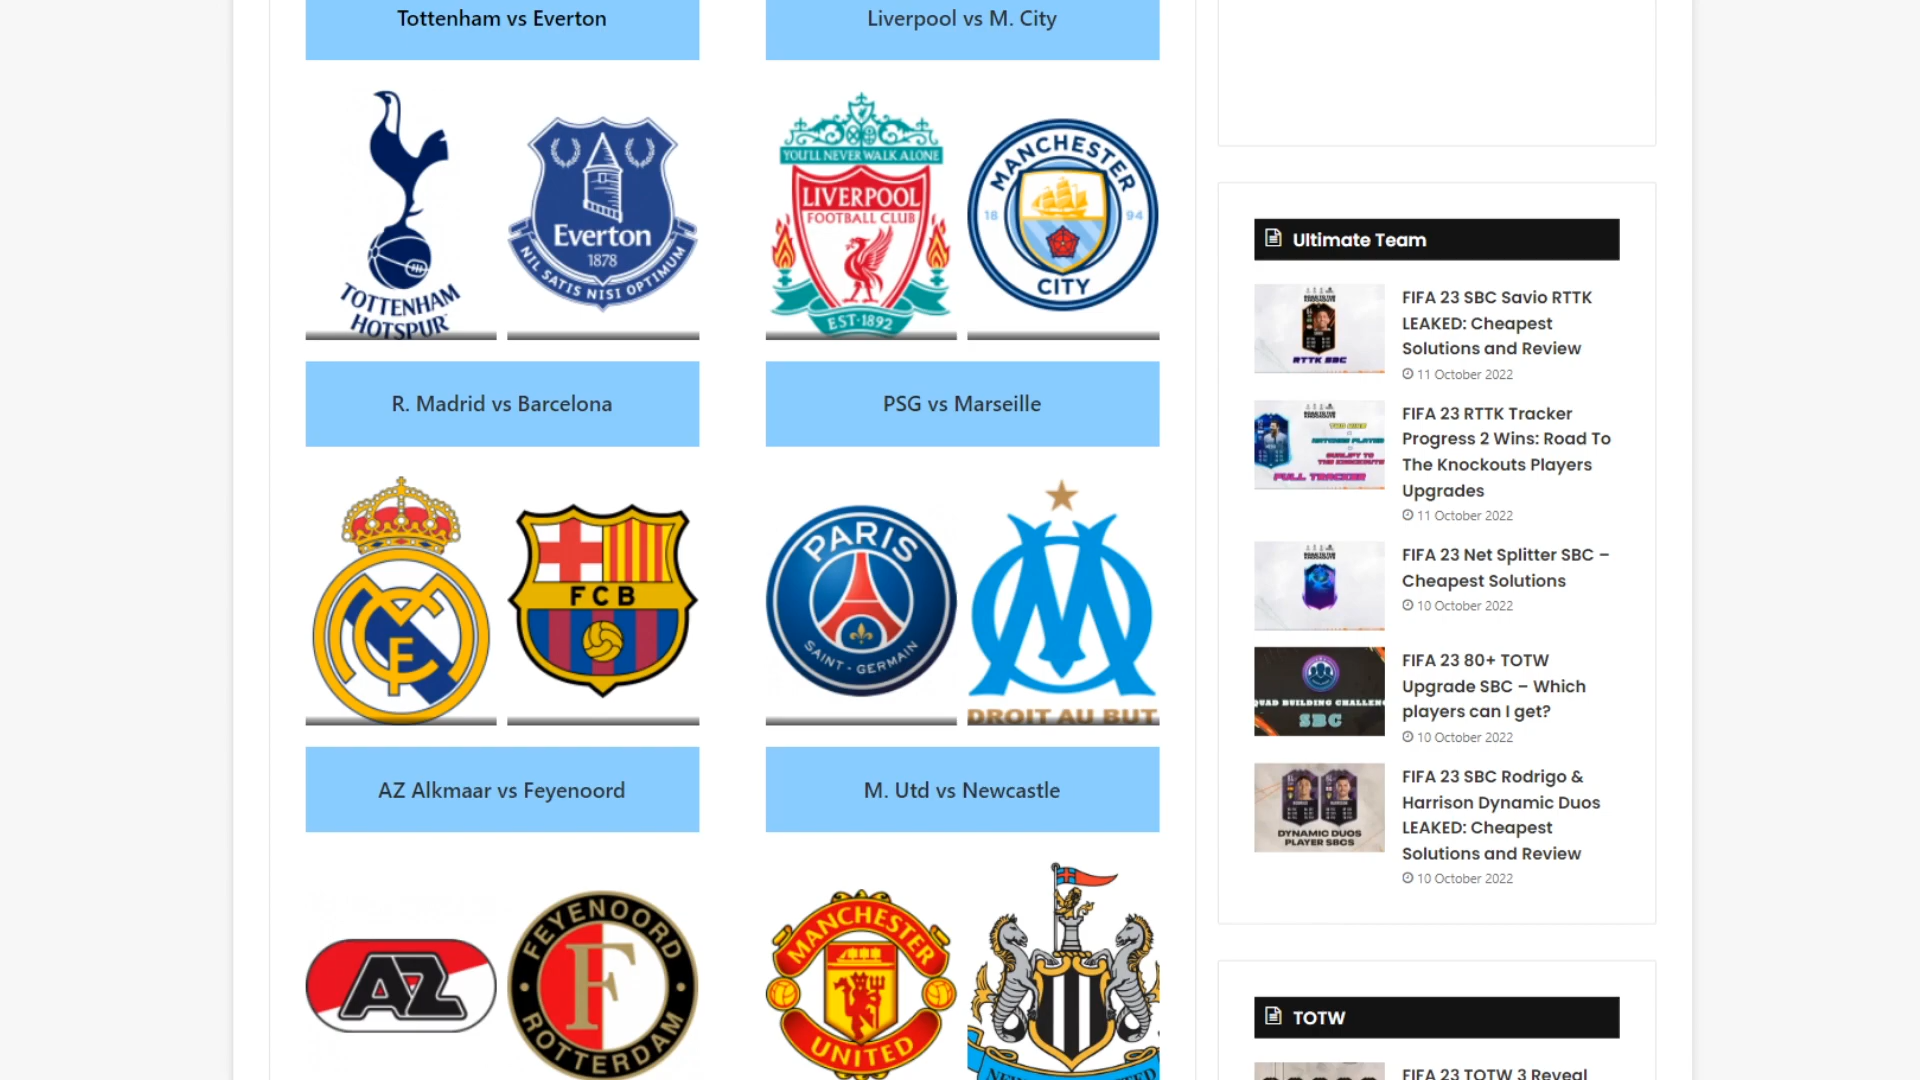 Tottenham vs Everton
Liverpool vs M. City
TOTTENHAM
HOTSPUR
Everton
1878
NIL SATIS NISI OPTIMUM
YOU'LL NEVER WALK ALONE
LIVERPOOL
FOOTBALL CLUB
EST·1892
MANCHESTER
18 94
CITY
R. Madrid vs Barcelona
PSG vs Marseille
FCB
PARIS
SAINT-GERMAIN
DROIT AU BUT
AZ Alkmaar vs Feyenoord
M. Utd vs Newcastle
AZ
FEYENOORD
F
ROTTERDAM
MANCHESTER
UNITED
Ultimate Team
RTTK SBC
FIFA 23 SBC Savio RTTK
LEAKED: Cheapest
Solutions and Review
11 October 2022
FULL TRACKER
FIFA 23 RTTK Tracker
Progress 2 Wins: Road To
The Knockouts Players
Upgrades
11 October 2022
FIFA 23 Net Splitter SBC –
Cheapest Solutions
10 October 2022
QUAD BUILDING CHALLENG
SBC
FIFA 23 80+ TOTW
Upgrade SBC – Which
players can I get?
10 October 2022
DYNAMIC DUOS
PLAYER SBCS
FIFA 23 SBC Rodrigo &
Harrison Dynamic Duos
LEAKED: Cheapest
Solutions and Review
10 October 2022
TOTW
FIFA 23 TOTW 3 Reveal